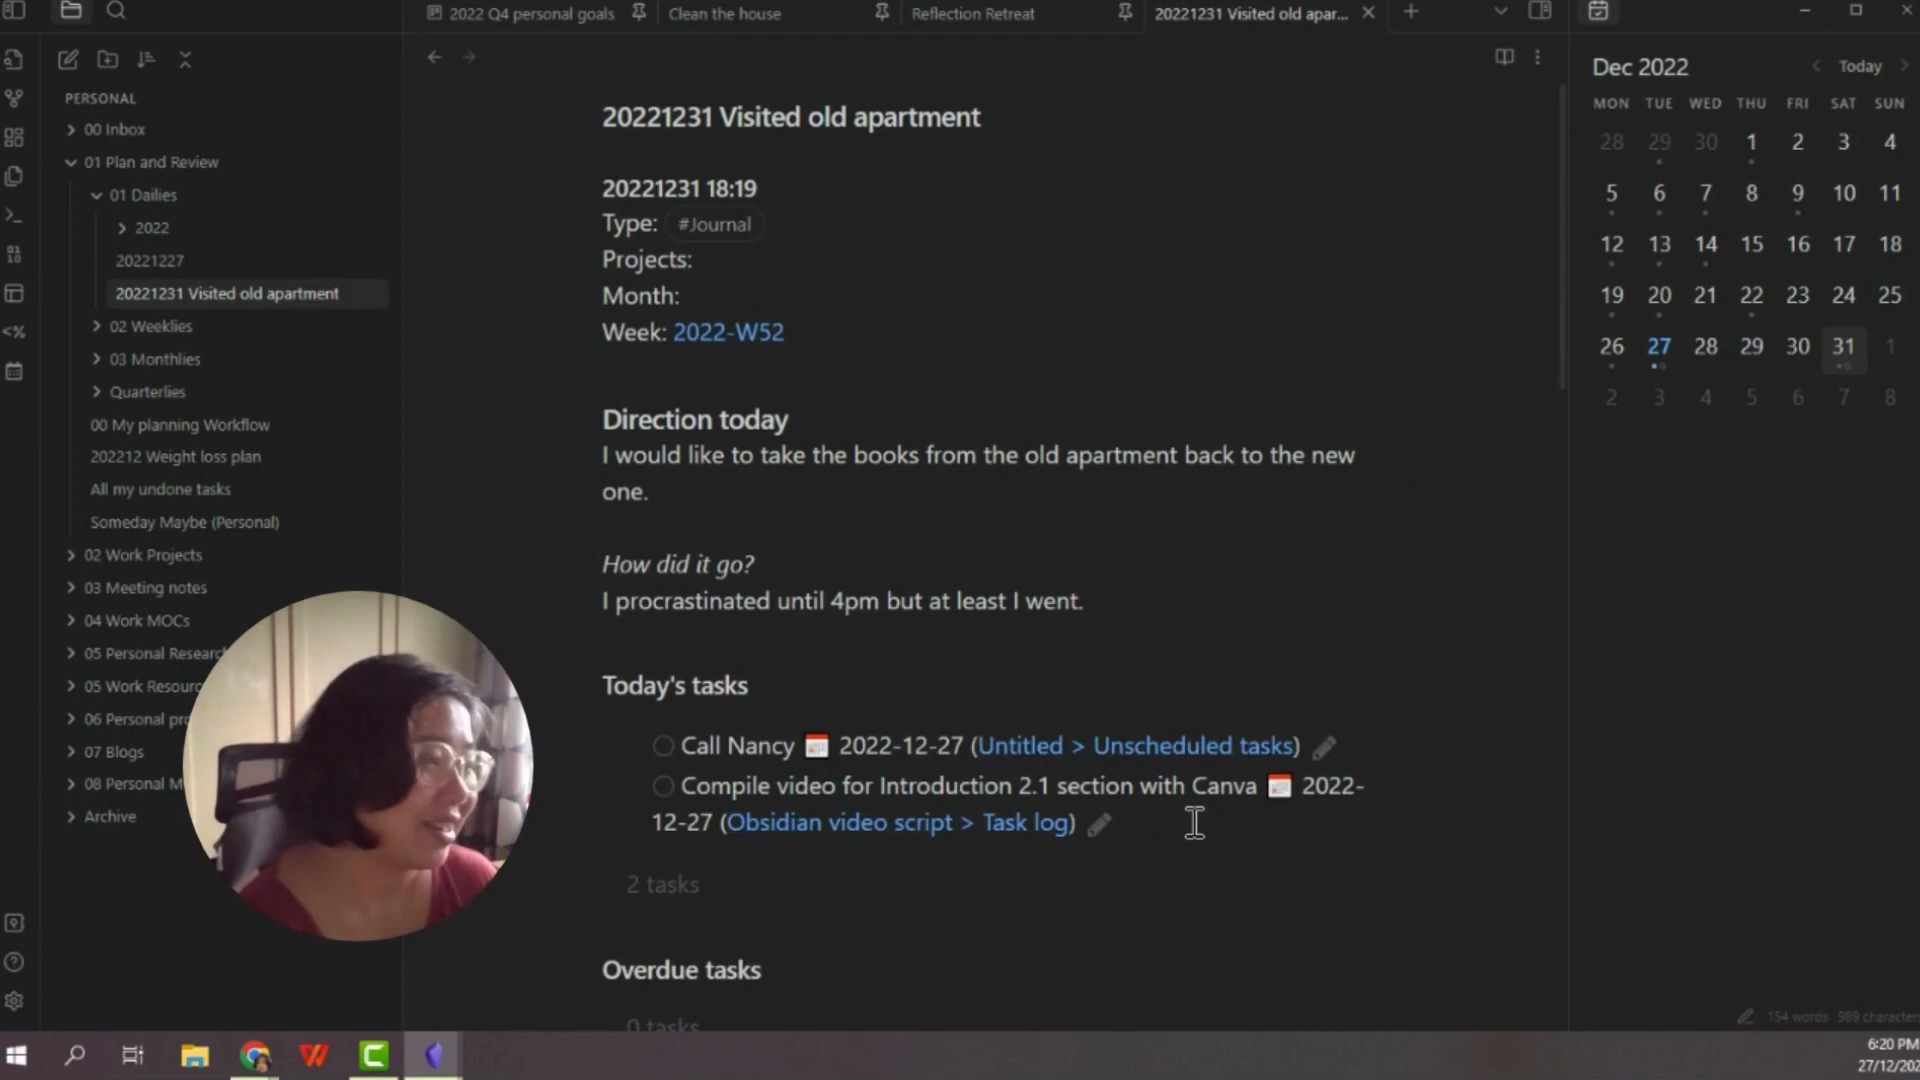 2022 Q4 personal goals
Clean the house
Reflection Retreat
20221231 Visited old apar...
PERSONAL
00 Inbox
01 Plan and Review
01 Dailies
2022
20221227
20221231 Visited old apartment
02 Weeklies
03 Monthlies
Quarterlies
00 My planning Workflow
202212 Weight loss plan
All my undone tasks
Someday Maybe (Personal)
02 Work Projects
03 Meeting notes
04 Work MOCs
05 Personal Research
05 Work Resourc
06 Personal pr
07 Blogs
08 Personal M
Archive
20221231 Visited old apartment
20221231 18:19
Type: #Journal
Projects:
Month:
Week: 2022-W52
Direction today
I would like to take the books from the old apartment back to the new
one.
How did it go?
I procrastinated until 4pm but at least I went.
Today's tasks
Call Nancy 2022-12-27 (Untitled > Unscheduled tasks)
Compile video for Introduction 2.1 section with Canva 2022-
12-27 (Obsidian video script > Task log)
2 tasks
Overdue tasks
0 tasks
Dec 2022
Today
MON TUE WED THU FRI SAT SUN
28 29 30 1 2 3 4
5 6 7 8 9 10 11
12 13 14 15 16 17 18
19 20 21 22 23 24 25
26 27 28 29 30 31 1
2 3 4 5 6 7 8
154 words 989 characters
6:20 PM
27/12/202